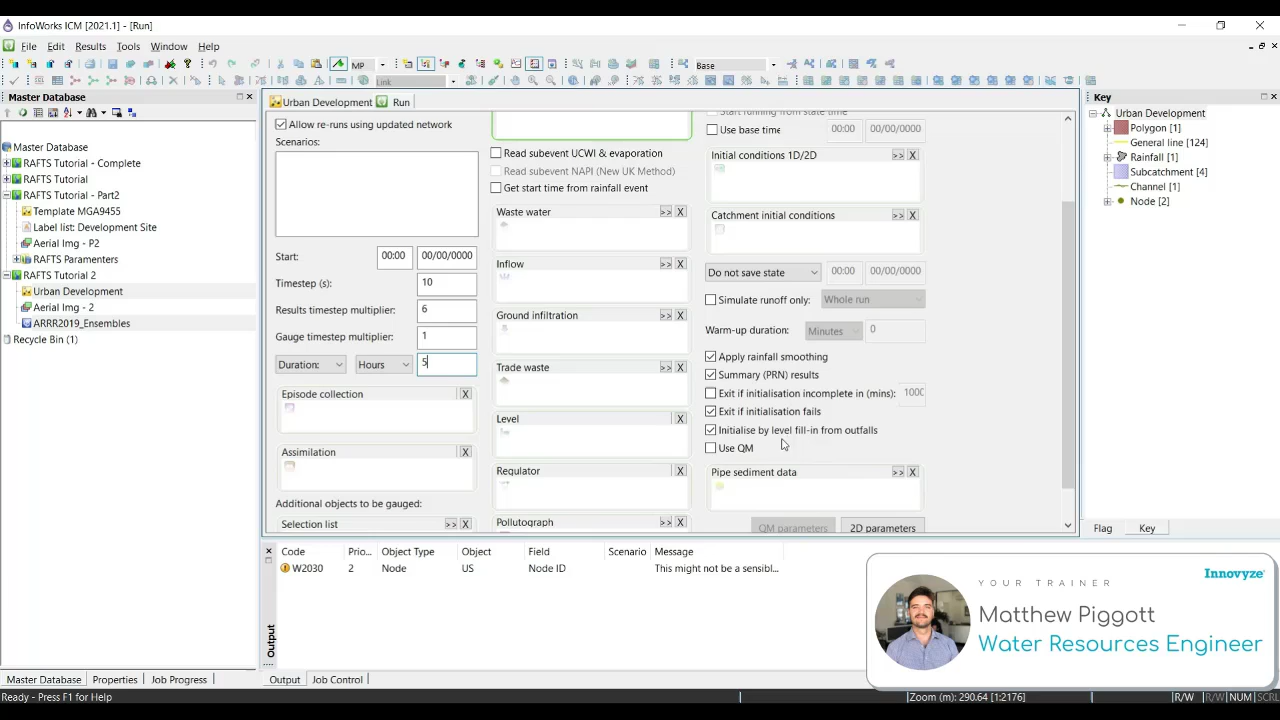 InfoWorks ICM [2021.1] - [Run]
File Edit Results Tools Window Help
MP
Link
Base
Master Database
Master Database
RAFTS Tutorial - Complete
RAFTS Tutorial
RAFTS Tutorial - Part2
Template MGA9455
Label list: Development Site
Aerial Img - P2
RAFTS Paramenters
RAFTS Tutorial 2
Urban Development
Aerial Img - 2
ARRR2019_Ensembles
Recycle Bin (1)
Master Database Properties Job Progress
Urban Development Run
Allow re-runs using updated network
Scenarios:
Start: 00:00 00/00/0000
Timestep (s): 10
Results timestep multiplier: 6
Gauge timestep multiplier: 1
Duration: Hours 5
Episode collection X
Assimilation X
Additional objects to be gauged:
Selection list >> X
Read subevent UCWI & evaporation
Read subevent NAPI (New UK Method)
Get start time from rainfall event
Waste water >> X
Inflow >> X
Ground infiltration >> X
Trade waste >> X
Level X
Regulator X
Pollutograph >> X
Start running from state time
Use base time 00:00 00/00/0000
Initial conditions 1D/2D >> X
Catchment initial conditions >> X
Do not save state 00:00 00/00/0000
Simulate runoff only: Whole run
Warm-up duration: Minutes 0
Apply rainfall smoothing
Summary (PRN) results
Exit if initialisation incomplete in (mins): 1000
Exit if initialisation fails
Initialise by level fill-in from outfalls
Use QM
Pipe sediment data >> X
QM parameters 2D parameters
Key
Urban Development
Polygon [1]
General line [124]
Rainfall [1]
Subcatchment [4]
Channel [1]
Node [2]
Flag Key
Output
Code Prio... Object Type Object Field Scenario Message
W2030 2 Node US Node ID This might not be a sensibl...
Output Job Control
Innovyze
YOUR TRAINER
Matthew Piggott
Water Resources Engineer
Ready - Press F1 for Help
Zoom (m): 290.64 [1:2176]
R/W R/W NUM SCRL